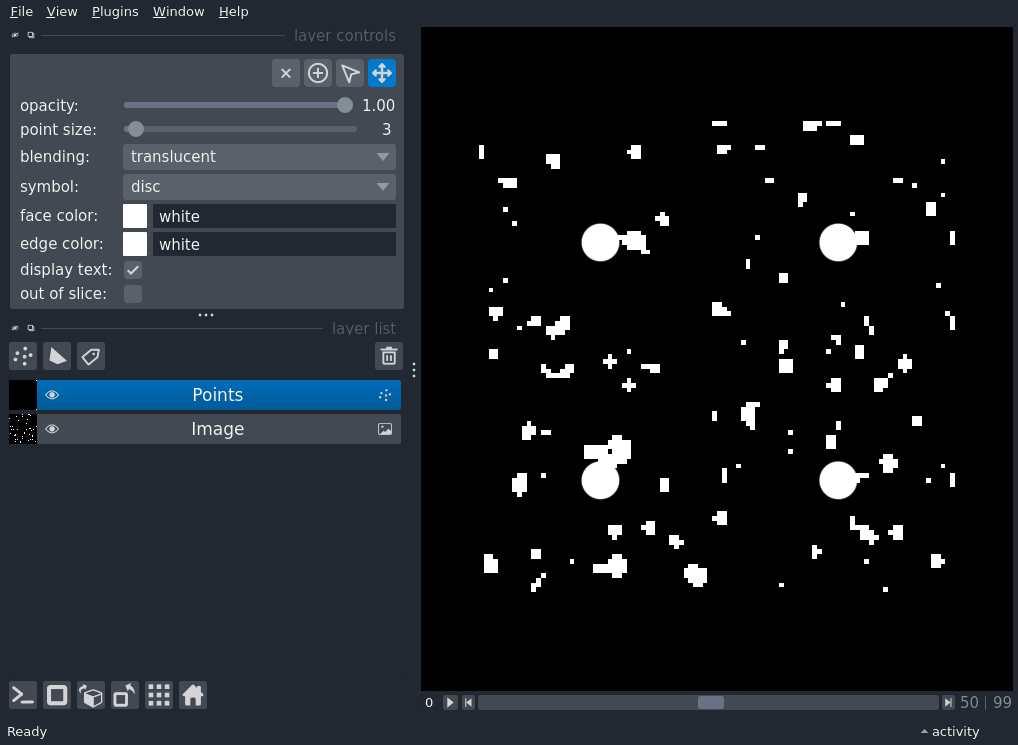 File View Plugins Window Help
layer controls
opacity: 1.00
point size: 3
blending: translucent
symbol: disc
face color: white
edge color: white
display text:
out of slice:
layer list
Points
Image
0 50 | 99
Ready activity